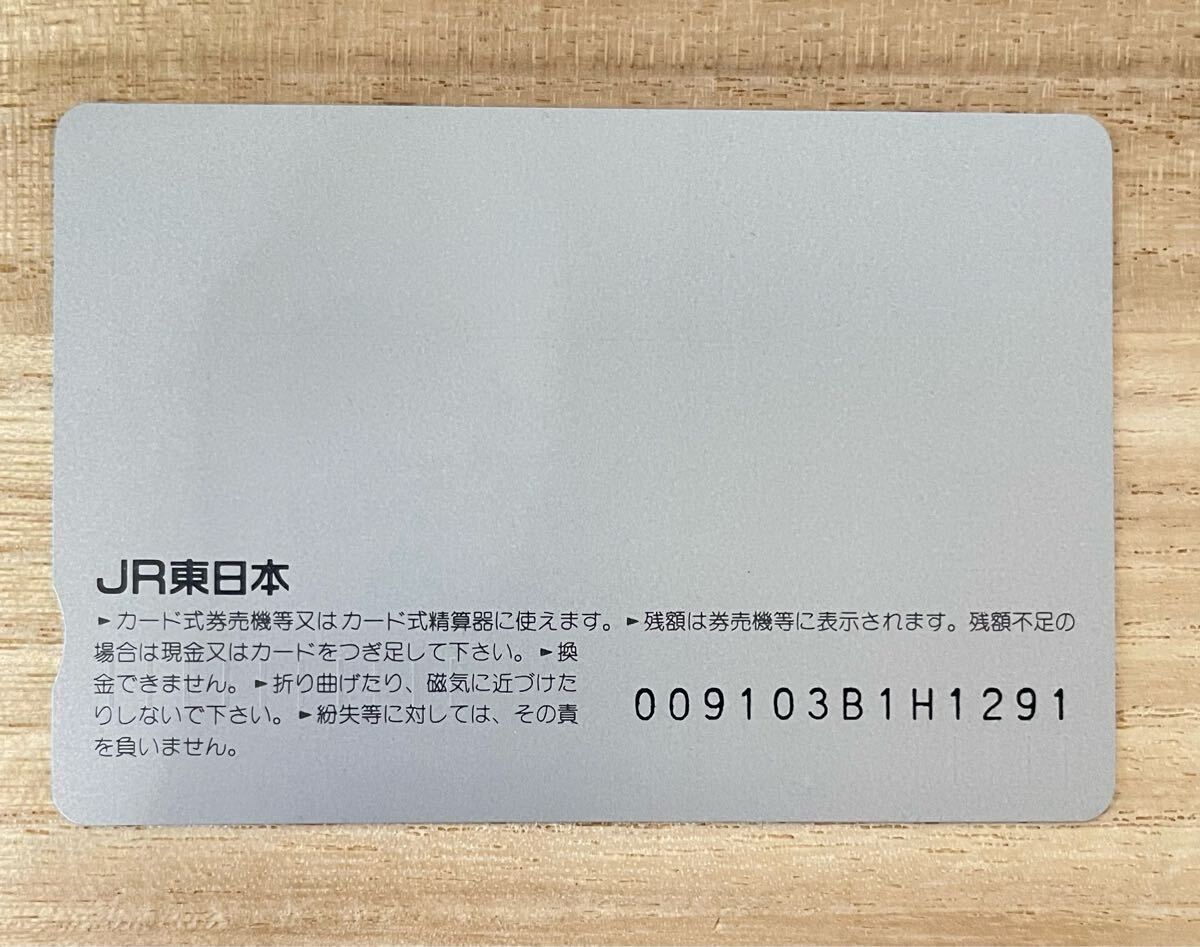 JR東日本
►カード式券売機等又はカード式精算器に使えます。►残額は券売機等に表示されます。残額不足の
場合は現金又はカードをつぎ足して下さい。►換
金できません。►折り曲げたり、磁気に近づけた
りしないで下さい。►紛失等に対しては、その責
を負いません。
009103B1H1291